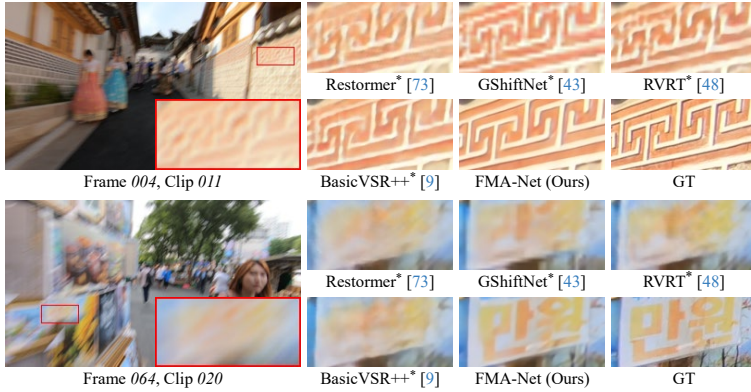 Restormer* [73] GShiftNet* [43] RVRT* [48]
Frame 004, Clip 011 BasicVSR++* [9] FMA-Net (Ours) GT
Restormer* [73] GShiftNet* [43] RVRT* [48]
만원 만원
Frame 064, Clip 020 BasicVSR++* [9] FMA-Net (Ours) GT